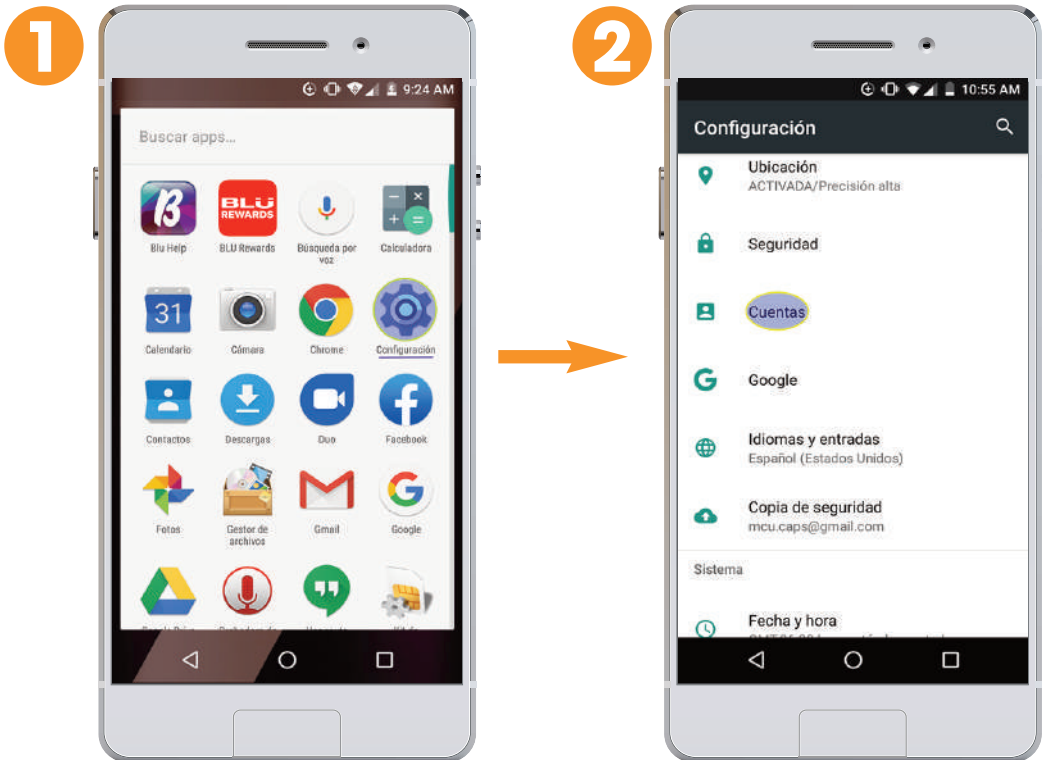 1
9:24 AM
Buscar apps...
B
BLU
REWARDS
Blu Help
BLU Rewards
Búsqueda por
voz
Calculadora
31
Calendario
Cámara
Chrome
Configuración
Contactos
Descargas
Duo
Facebook
Fotos
Gestor de
archivos
Gmail
Google
2
10:55 AM
Configuración
Ubicación
ACTIVADA/Precisión alta
Seguridad
Cuentas
Google
Idiomas y entradas
Español (Estados Unidos)
Copia de seguridad
mcu.caps@gmail.com
Sistema
Fecha y hora